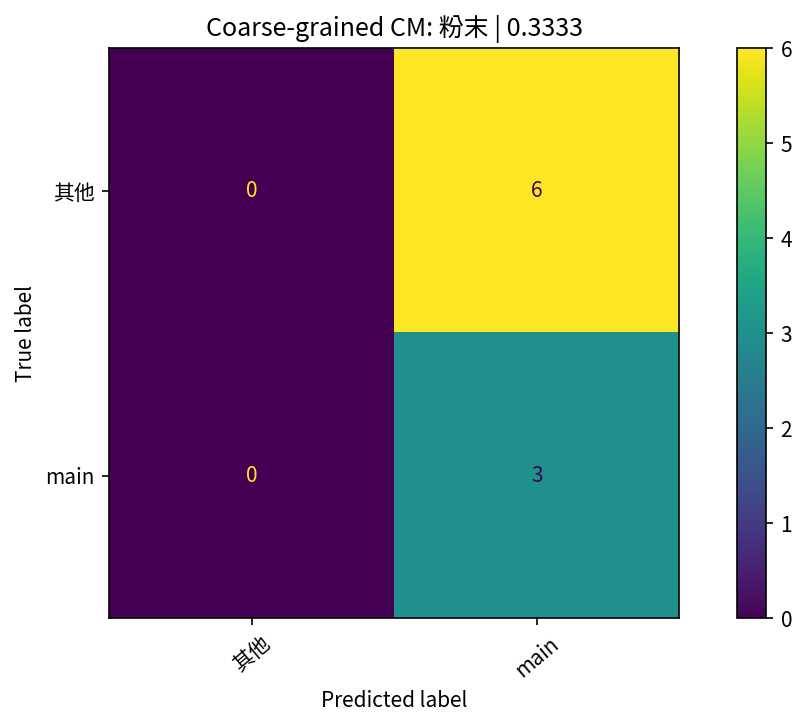 Coarse-grained CM: 粉末 | 0.3333
True label
其他
main
0
6
0
3
其他
main
Predicted label
6
5
4
3
2
1
0